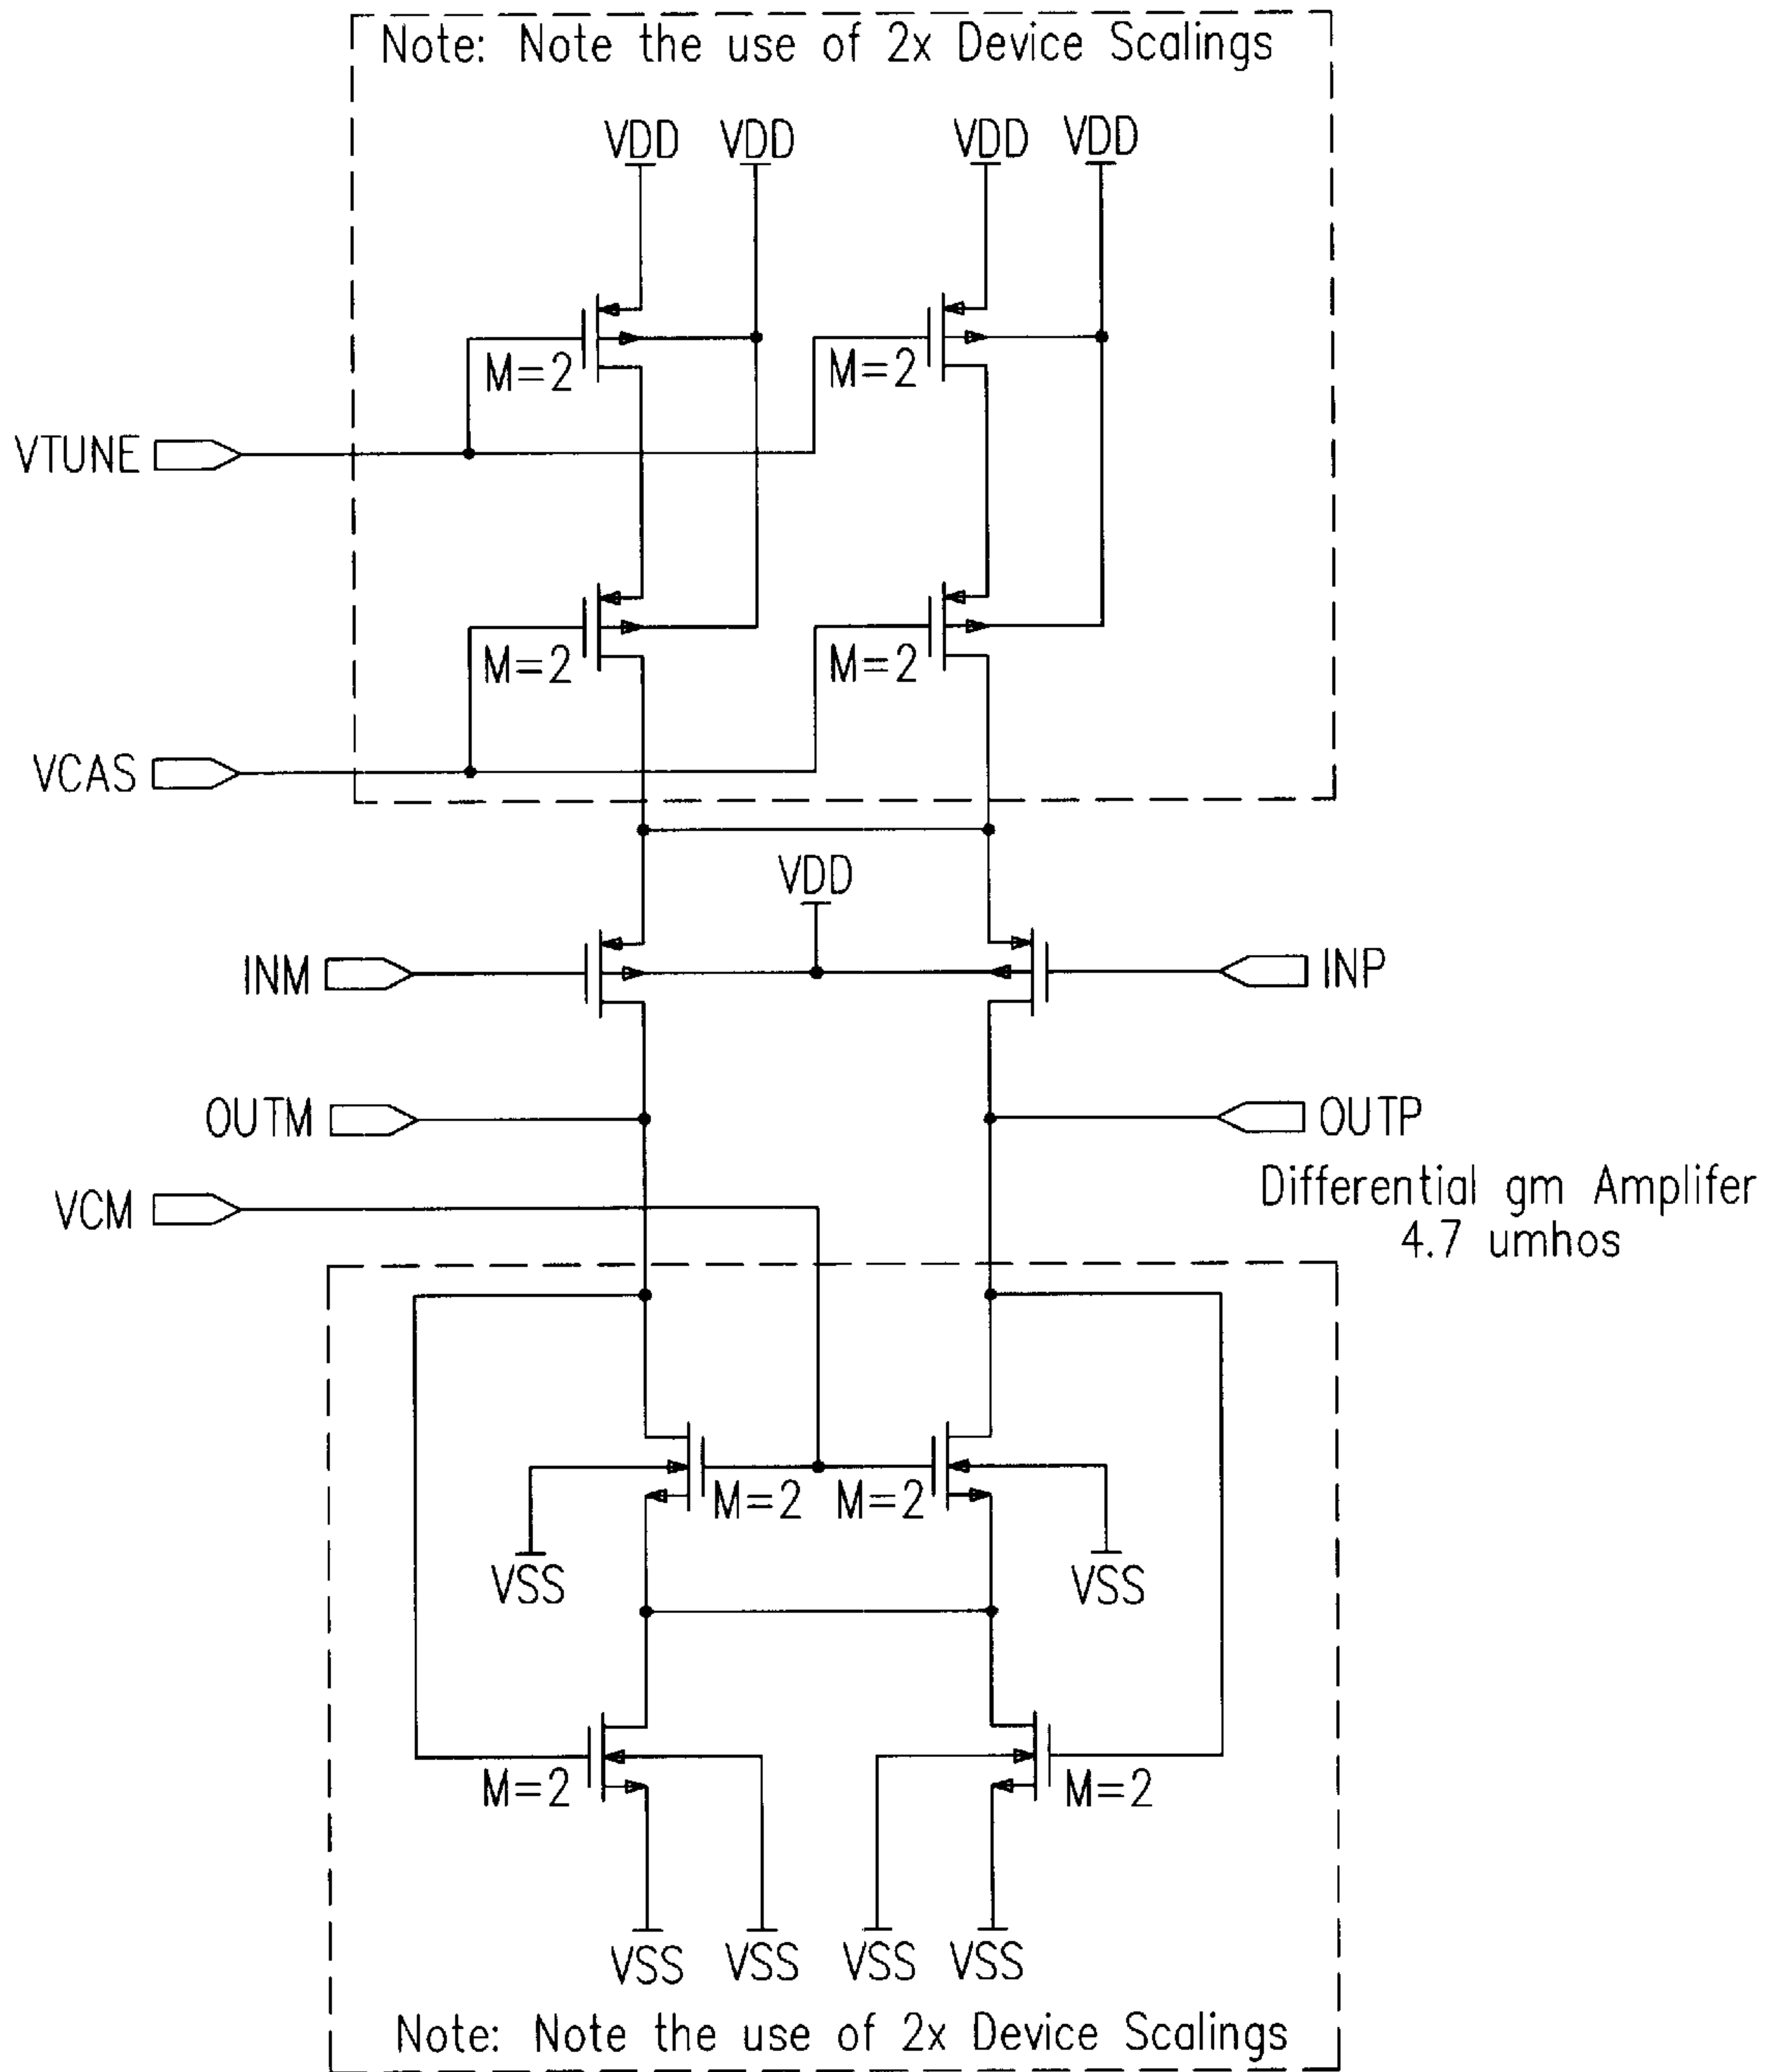 Note: Note the use of 2x Device Scalings
VDD VDD VDD VDD
M=2 M=2
VTUNE
M=2 M=2
VCAS
VDD
INM INP
OUTM OUTP
Differential gm Amplifer
VCM
4.7 umhos
M=2 M=2
VSS VSS
M=2 M=2
VSS VSS VSS VSS
Note: Note the use of 2x Device Scalings